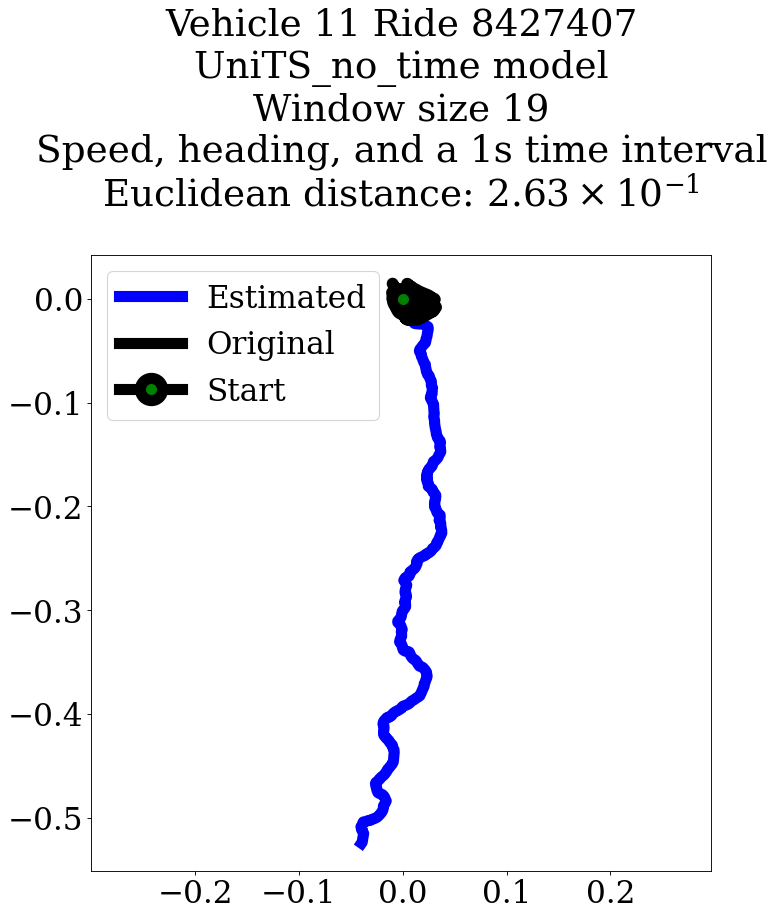 Vehicle 11 Ride 8427407
UniTS_no_time model
Window size 19
Speed, heading, and a 1s time interval
Euclidean distance: 2.63 × 10⁻¹
Estimated
Original
Start
0.0
−0.1
−0.2
−0.3
−0.4
−0.5
−0.2 −0.1 0.0 0.1 0.2